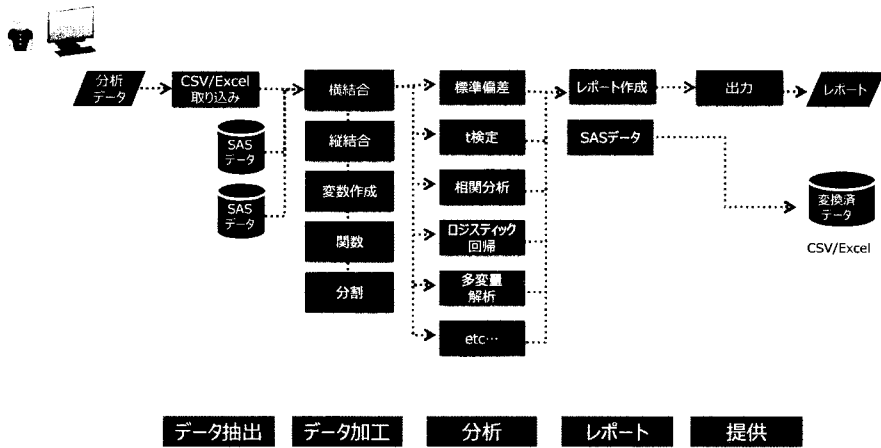 分析
データ
CSV/Excel
取り込み
SAS
データ
SAS
データ
横結合
縦結合
変数作成
関数
分割
標準偏差
t検定
相関分析
ロジスティック
回帰
多変量
解析
etc…
レポート作成
SASデータ
出力
レポート
変換済
データ
CSV/Excel
データ抽出
データ加工
分析
レポート
提供